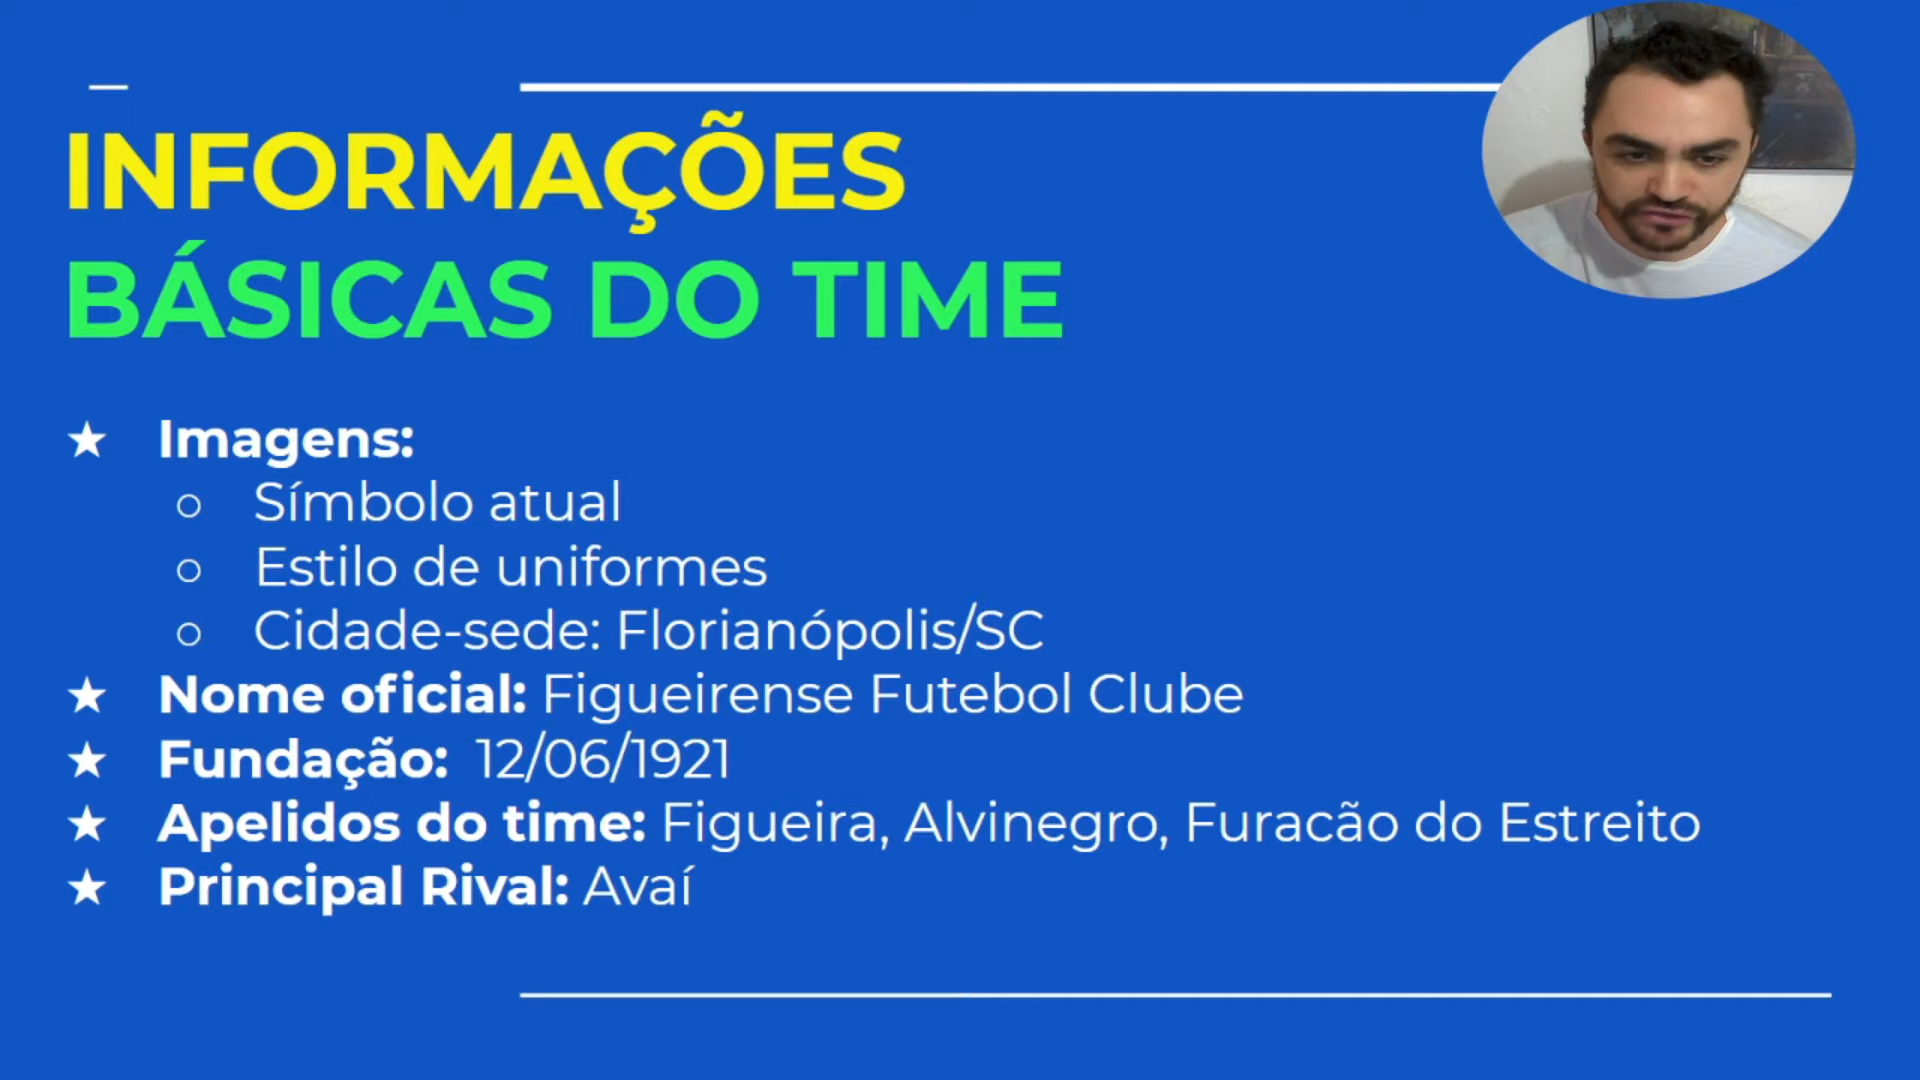 INFORMAÇÕES
BÁSICAS DO TIME
★ Imagens:
○ Símbolo atual
○ Estilo de uniformes
○ Cidade-sede: Florianópolis/SC
★ Nome oficial: Figueirense Futebol Clube
★ Fundação: 12/06/1921
★ Apelidos do time: Figueira, Alvinegro, Furacão do Estreito
★ Principal Rival: Avaí